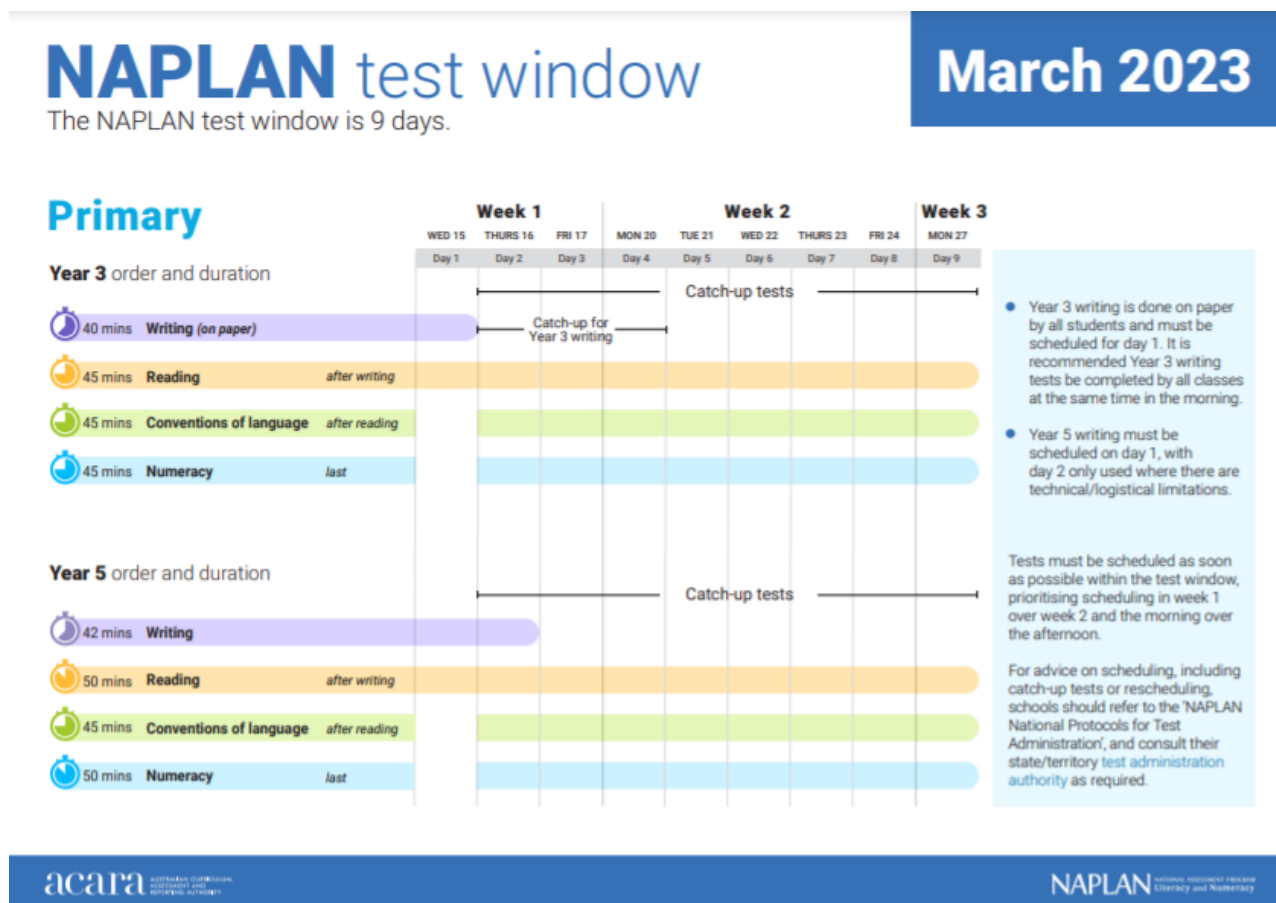 NAPLAN test window
March 2023
The NAPLAN test window is 9 days.
Primary
Week 1
Week 2
Week 3
WED 15 THURS 16 FRI 17 MON 20 TUE 21 WED 22 THURS 23 FRI 24 MON 27
Day 1 Day 2 Day 3 Day 4 Day 5 Day 6 Day 7 Day 8 Day 9
Year 3 order and duration
Catch-up tests
40 mins Writing (on paper)
Catch-up for
Year 3 writing
45 mins Reading after writing
45 mins Conventions of language after reading
45 mins Numeracy last
Year 5 order and duration
Catch-up tests
42 mins Writing
50 mins Reading after writing
45 mins Conventions of language after reading
50 mins Numeracy last
• Year 3 writing is done on paper
by all students and must be
scheduled for day 1. It is
recommended Year 3 writing
tests be completed by all classes
at the same time in the morning.
• Year 5 writing must be
scheduled on day 1, with
day 2 only used where there are
technical/logistical limitations.
Tests must be scheduled as soon
as possible within the test window,
prioritising scheduling in week 1
over week 2 and the morning over
the afternoon.
For advice on scheduling, including
catch-up tests or rescheduling,
schools should refer to the 'NAPLAN
National Protocols for Test
Administration', and consult their
state/territory test administration
authority as required.
acara
AUSTRALIAN CURRICULUM,
ASSESSMENT AND
REPORTING AUTHORITY
NAPLAN
NATIONAL ASSESSMENT PROGRAM
Literacy and Numeracy